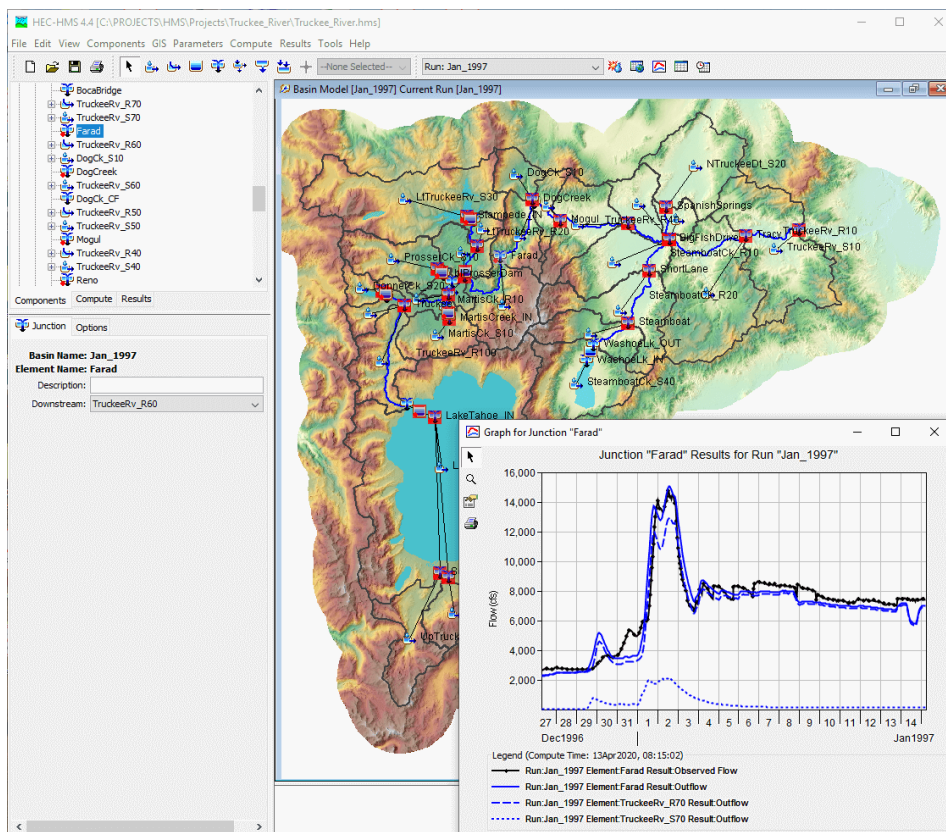 HEC-HMS 4.4 [C:\PROJECTS\HMS\Projects\Truckee_River/Truckee_River.hms]
File Edit View Components GIS Parameters Compute Results Tools Help
--None Selected--
Run: Jan_1997
BocaBridge
TruckeeRv_R70
TruckeeRv_S70
Farad
TruckeeRv_R60
DogCk_S10
DogCreek
TruckeeRv_S60
DogCk_CF
TruckeeRv_R50
TruckeeRv_S50
Mogul
TruckeeRv_R40
TruckeeRv_S40
Reno
Components Compute Results
Junction Options
Basin Name: Jan_1997
Element Name: Farad
Description:
Downstream: TruckeeRv_R60
Basin Model [Jan_1997] Current Run [Jan_1997]
DogCk_S10
NTruckeeDt_S20
LtTruckeeRv_S30
DogCreek
SpanishSprings
Stampede_IN
Mogul
TruckeeRv_R40
Tracy
TruckeeRv_R10
BigFishDrive
TruckeeRv_S10
SteamboatCk_R10
ProsserCk_S10
Farad
ShortLane
DonnerCk_S20
MartisCk_R10
SteamboatCk_R20
Truckee
MartisCreek_IN
Steamboat
MartisCk_S10
WashoeLk_OUT
TruckeeRv_R100
WashoeLk_IN
SteamboatCk_S40
LakeTahoe_IN
UpTruck
Graph for Junction "Farad"
Junction "Farad" Results for Run "Jan_1997"
16,000
14,000
12,000
10,000
8,000
6,000
4,000
2,000
Flow (cfs)
27 28 29 30 31 1 2 3 4 5 6 7 8 9 10 11 12 13 14
Dec1996 Jan1997
Legend (Compute Time: 13Apr2020, 08:15:02)
Run:Jan_1997 Element:Farad Result:Observed Flow
Run:Jan_1997 Element:Farad Result:Outflow
Run:Jan_1997 Element:TruckeeRv_R70 Result:Outflow
Run:Jan_1997 Element:TruckeeRv_S70 Result:Outflow